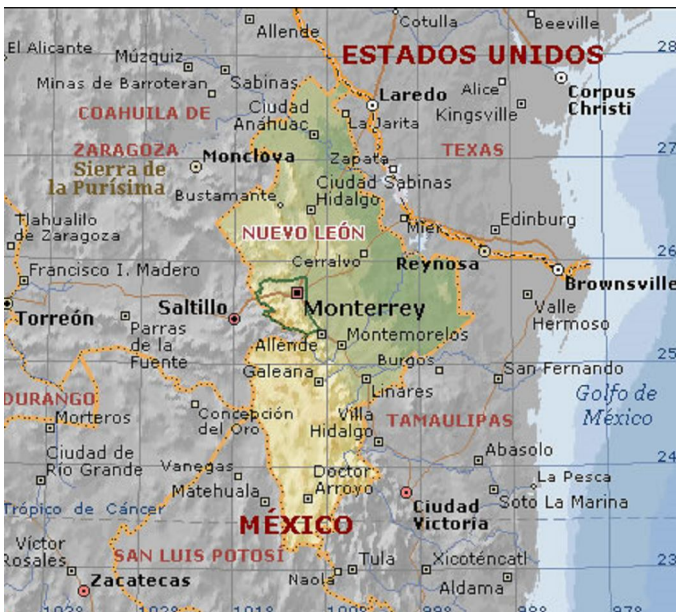 Cotulla
Beeville
Allende
ESTADOS UNIDOS
28
El Alicante
Múzquiz
Minas de Barroteran
Sabinas
Alice
Corpus
Christi
Laredo
Kingsville
COAHUILA DE
ZARAGOZA
Ciudad
Anáhuac
La Jarita
27
Sierra de
la Purísima
Monclova
Zapata
TEXAS
Bustamante
Ciudad Sabinas
Hidalgo
Tlahualilo
de Zaragoza
NUEVO LEÓN
Mier
Edinburg
26
Francisco I. Madero
Cerralvo
Reynosa
Brownsville
Saltillo
Monterrey
Valle
Hermoso
Torreón
Parras
de la
Fuente
Allende
Montemorelos
25
Galeana
Burgos
San Fernando
DURANGO
Linares
Golfo de
México
Morteros
Concepción
del Oro
Villa
Hidalgo
TAMAULIPAS
Ciudad de
Río Grande
Vanegas
Abasolo
24
Matehuala
Doctor
Arroyo
La Pesca
Soto La Marina
Trópico de Cáncer
MÉXICO
Ciudad
Victoria
Víctor
Rosales
SAN LUIS POTOSÍ
Tula
Xicoténcatl
23
Zacatecas
Naola
Aldama